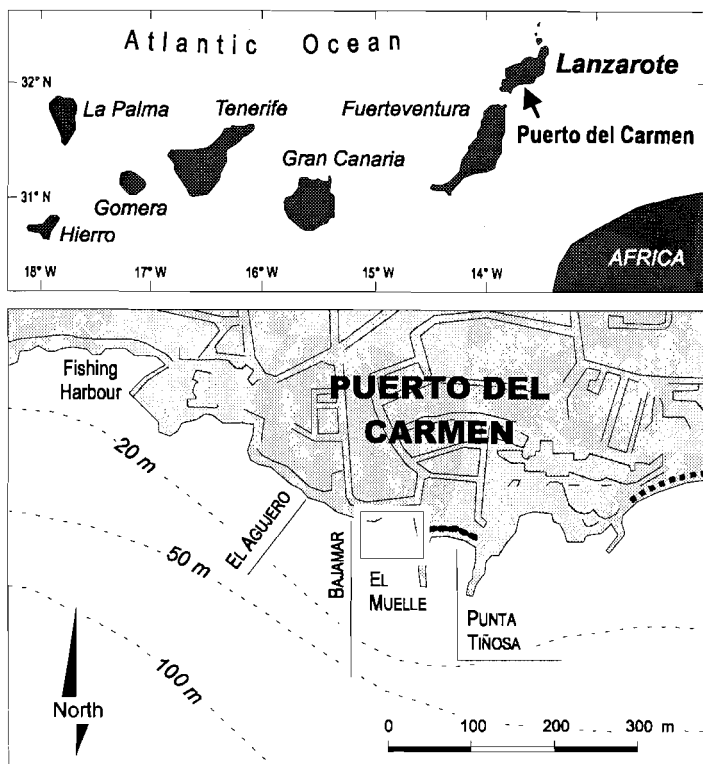 Atlantic Ocean
32° N
Lanzarote
La Palma
Tenerife
Fuerteventura
Puerto del Carmen
Gran Canaria
31° N
Gomera
Hierro
AFRICA
18° W
17° W
16° W
15° W
14° W
Fishing
Harbour
PUERTO DEL
CARMEN
20 m
EL AGUJERO
50 m
BAJAMAR
EL
MUELLE
PUNTA
TIÑOSA
100 m
North
0 100 200 300 m